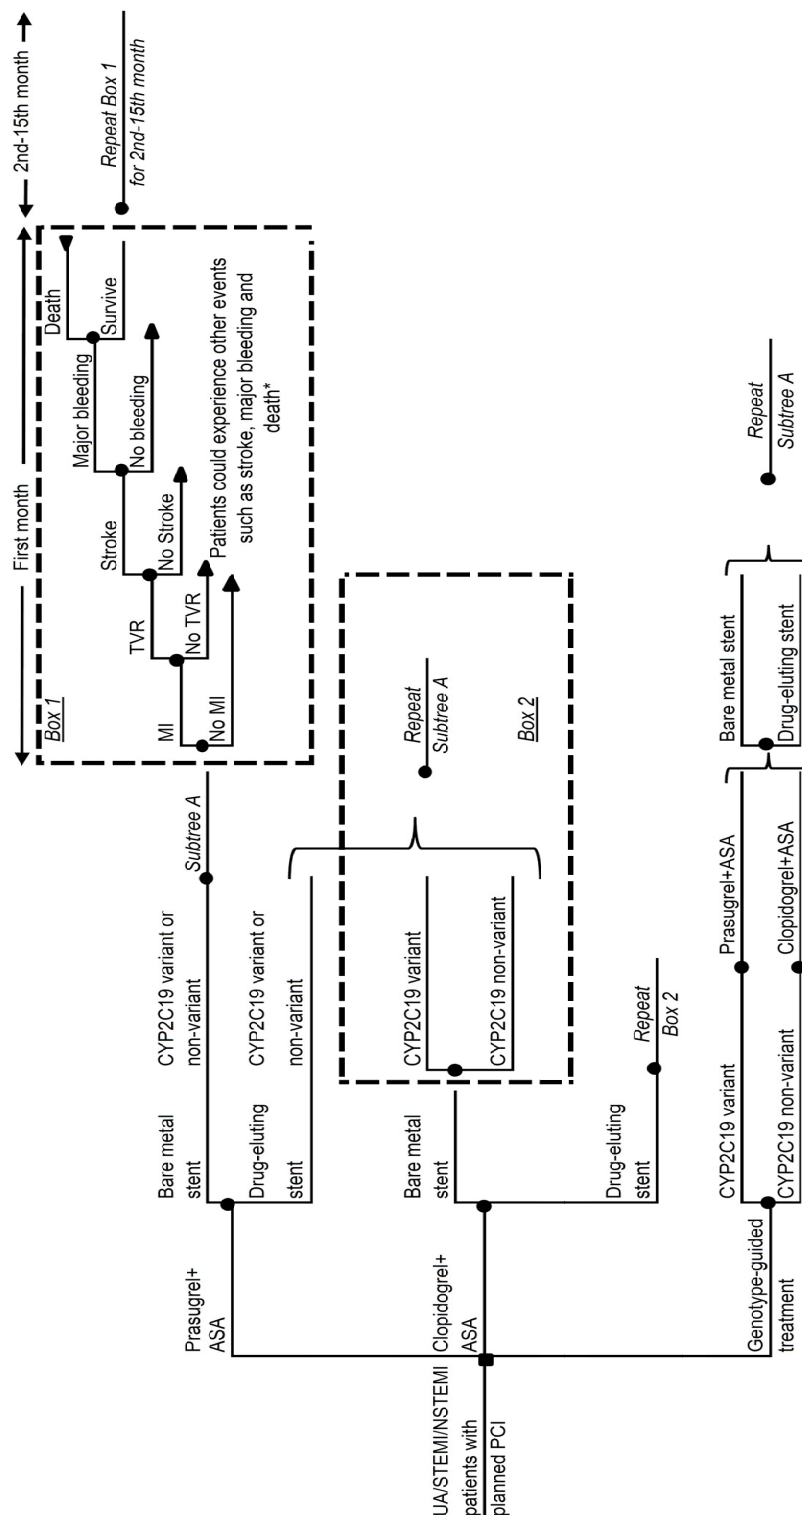 First month
2nd-15th month
Box 1
MI
No MI
TVR
No TVR
Stroke
No Stroke
Major bleeding
No bleeding
Death
Survive
Patients could experience other events
such as stroke, major bleeding and
death*
Repeat Box 1
for 2nd-15th month
UA/STEMI/NSTEMI
patients with
planned PCI
Prasugrel+
ASA
Bare metal
stent
CYP2C19 variant or
non-variant
Subtree A
Drug-eluting
stent
CYP2C19 variant or
non-variant
Clopidogrel+
ASA
Bare metal
stent
CYP2C19 variant
CYP2C19 non-variant
Repeat
Subtree A
Box 2
Drug-eluting
stent
Repeat
Box 2
Genotype-guided
treatment
CYP2C19 variant
CYP2C19 non-variant
Prasugrel+ASA
Clopidogrel+ASA
Bare metal stent
Drug-eluting stent
Repeat
Subtree A